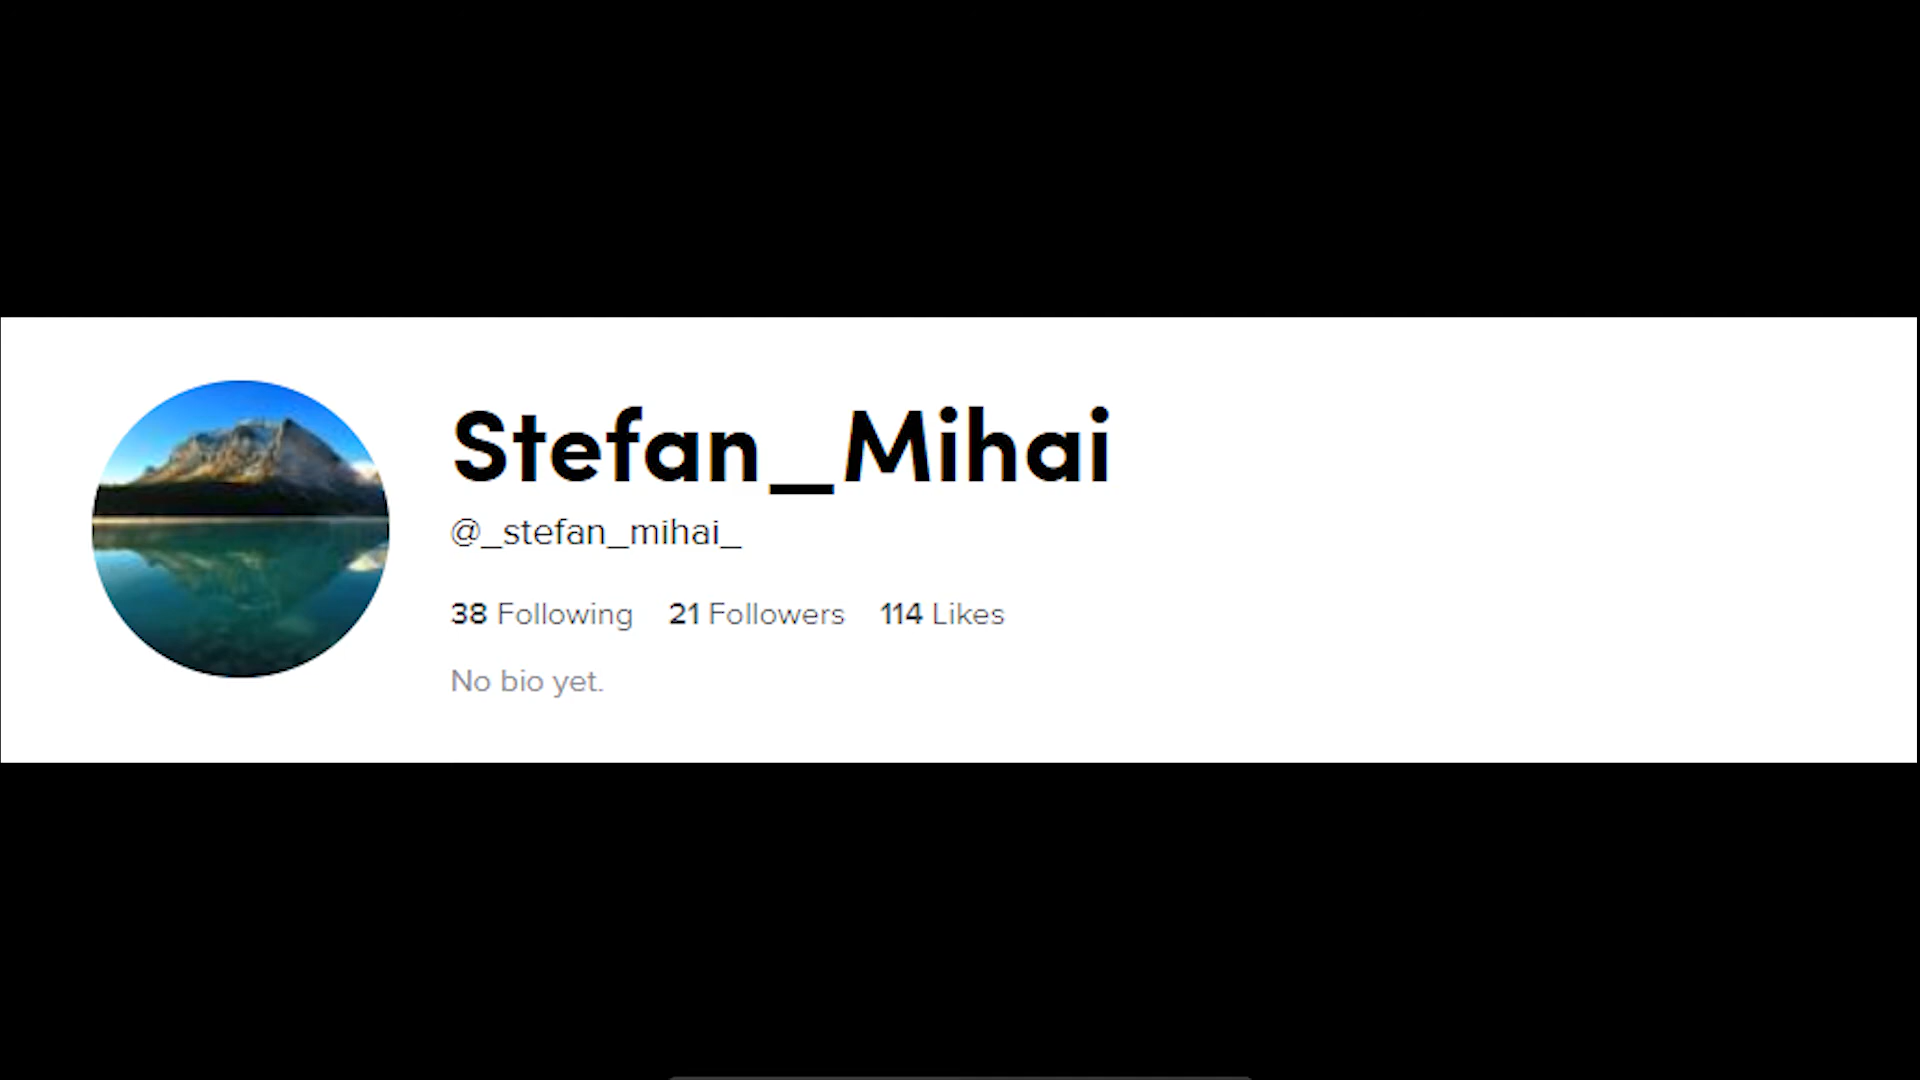 Stefan_Mihai
@_stefan_mihai_
38 Following 21 Followers 114 Likes
No bio yet.